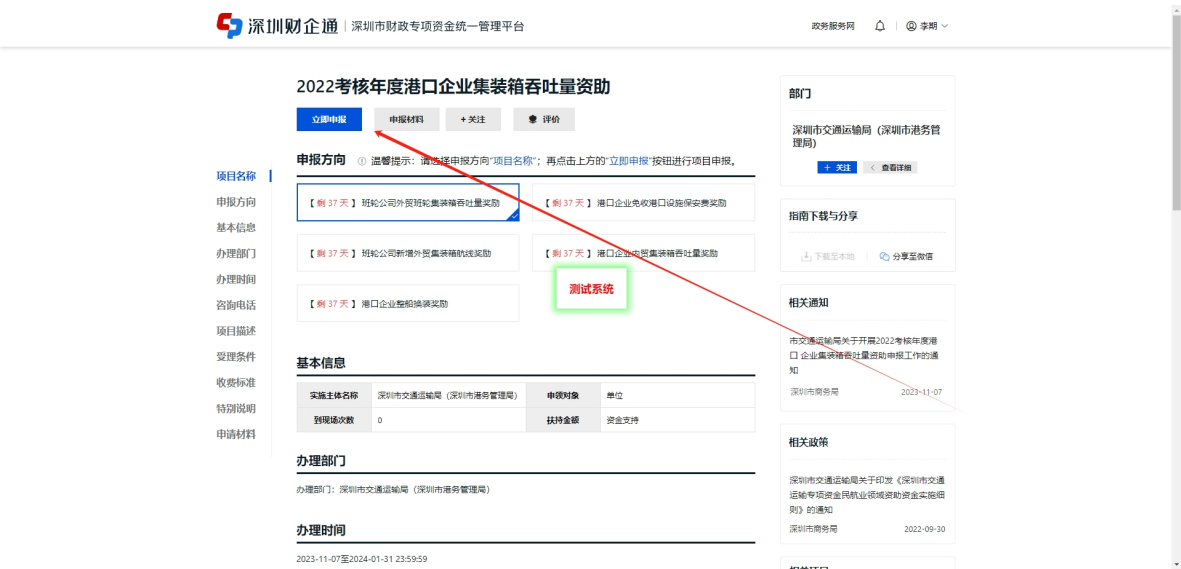 深圳财企通 | 深圳市财政专项资金统一管理平台
政务服务网
李期
2022考核年度港口企业集装箱吞吐量资助
立即申报
申报材料
+ 关注
评价
申报方向
温馨提示：请选择申报方向"项目名称"；再点击上方的"立即申报"按钮进行项目申报。
项目名称
申报方向
基本信息
办理部门
办理时间
咨询电话
项目描述
受理条件
收费标准
特别说明
申请材料
【 剩 37 天 】 班轮公司外贸班轮集装箱吞吐量奖励
【 剩 37 天 】 港口企业免收港口设施保安费奖励
【 剩 37 天 】 班轮公司新增外贸集装箱航线奖励
【 剩 37 天 】 港口企业内贸集装箱吞吐量奖励
【 剩 37 天 】 港口企业整船换装奖励
测试系统
基本信息
实施主体名称 深圳市交通运输局（深圳市港务管理局） 申领对象 单位
到现场次数 0 扶持金额 资金支持
办理部门
办理部门：深圳市交通运输局（深圳市港务管理局）
办理时间
2023-11-07至2024-01-31 23:59:59
部门
深圳市交通运输局（深圳市港务管
理局）
+ 关注
< 查看详细
指南下载与分享
下载至本地
分享至微信
相关通知
市交通运输局关于开展2022考核年度港
口 企业集装箱吞吐量资助申报工作的通
知
深圳市商务局 2023-11-07
相关政策
深圳市交通运输局关于印发《深圳市交通
运输专项资金民航业领域资助资金实施细
则》的通知
深圳市商务局 2022-09-30